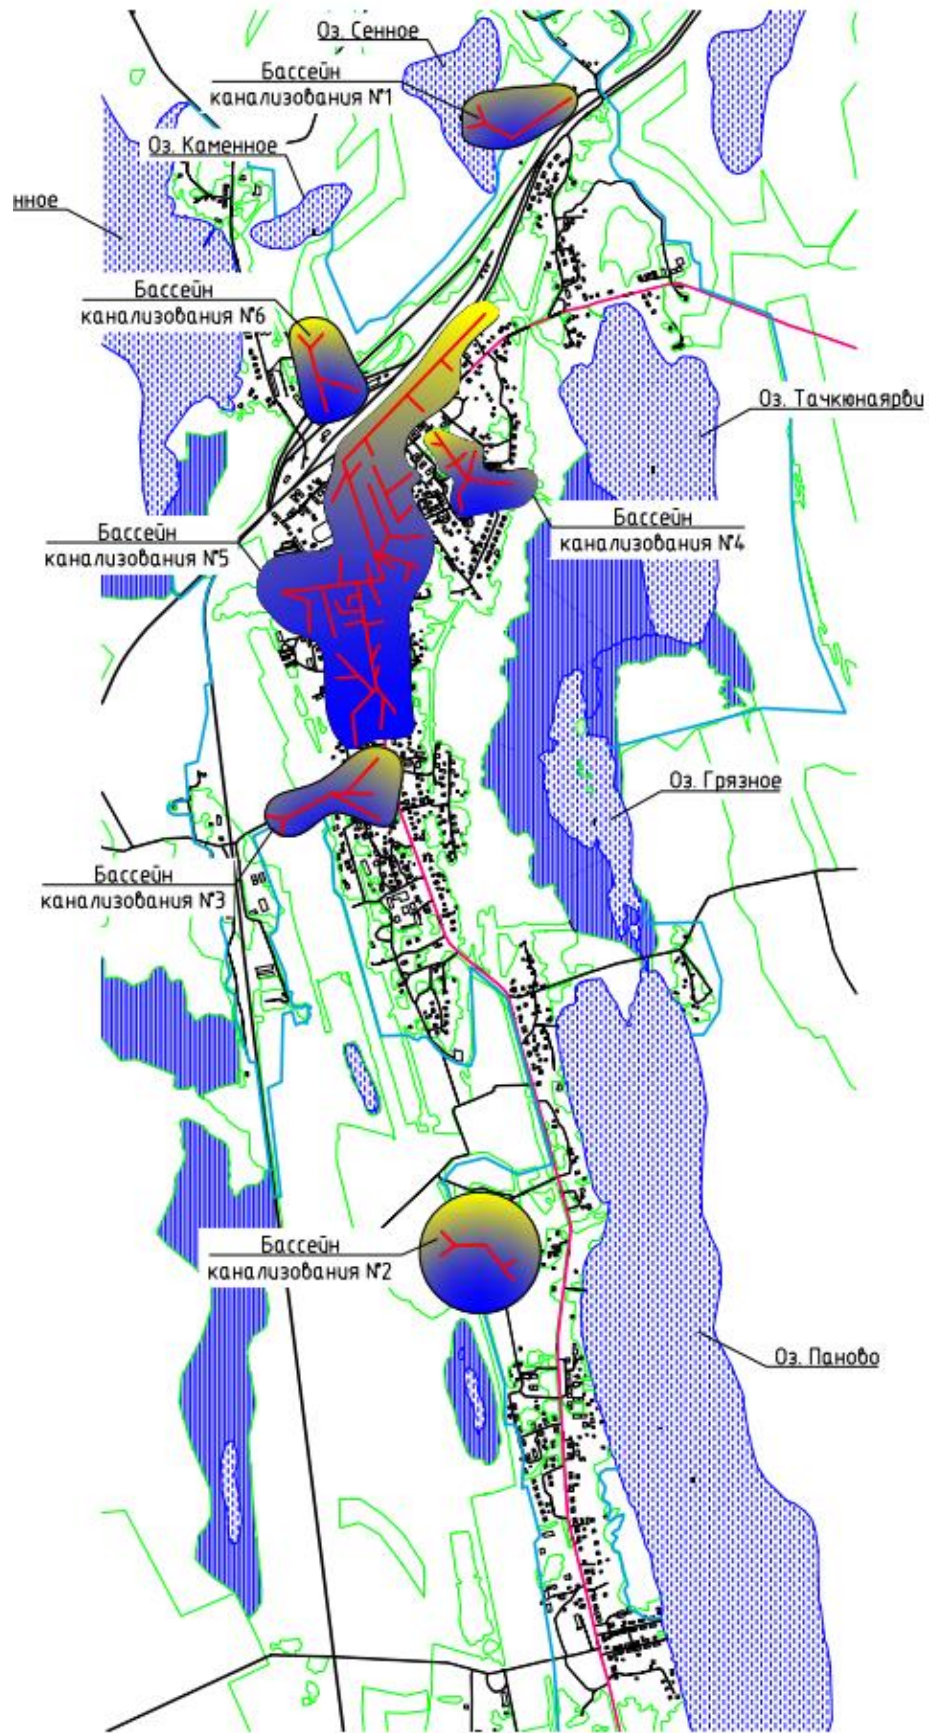 Оз. Сенное
Бассейн
канализования №1
Оз. Каменное
нное
Бассейн
канализования №6
Оз. Тачкюнаярви
Бассейн
канализования №4
Бассейн
канализования №5
Оз. Грязное
Бассейн
канализования №3
Бассейн
канализования №2
Оз. Паново